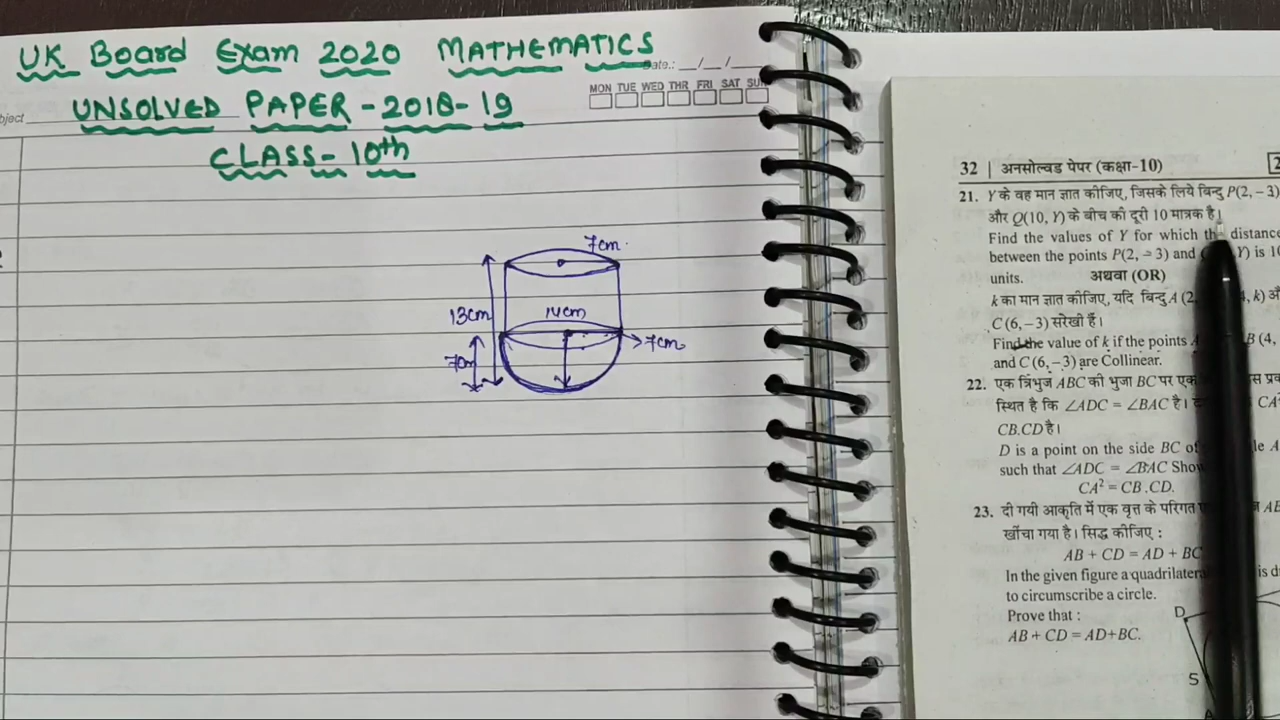 UK Board Exam 2020 MATHEMATICS
Date.: __/__/__
MON TUE WED THR FRI SAT SUN
UNSOLVED PAPER - 2018-19
CLASS- 10th
7cm
13cm
14cm
7cm
7cm
32 | अनसोल्वड पेपर (कक्षा-10)
21. Y के वह मान ज्ञात कीजिए, जिसके लिये बिन्दु P(2, -3)
और Q(10, Y) के बीच की दूरी 10 मात्रक है।
Find the values of Y for which the distance
between the points P(2, -3) and Y) is 10
units.
अथवा (OR)
k का मान ज्ञात कीजिए, यदि बिन्दु A (2, k)
C (6, -3) सरेखी हैं।
Find the value of k if the points B (4,
and C (6, -3) are Collinear.
22. एक त्रिभुज ABC की भुजा BC पर एक
स्थित है कि ∠ADC = ∠BAC है। CA²
CB.CD है।
D is a point on the side BC of
such that ∠ADC = ∠BAC Show
CA² = CB.CD.
23. दी गयी आकृति में एक वृत्त के परिगत
खींचा गया है। सिद्ध कीजिए :
AB + CD = AD + BC
In the given figure a quadrilateral is
to circumscribe a circle.
Prove that :
AB + CD = AD+BC.
D
S